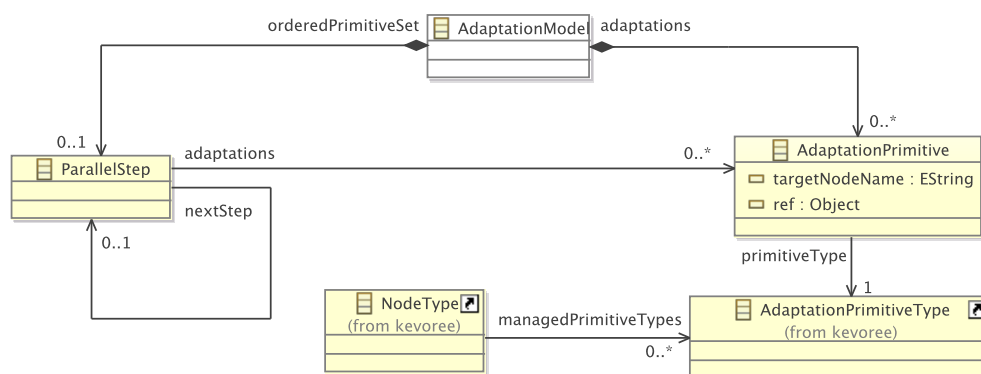 orderedPrimitiveSet
AdaptationModel
adaptations
0..1
0..*
ParallelStep
adaptations
0..*
AdaptationPrimitive
targetNodeName : EString
ref : Object
nextStep
0..1
primitiveType
1
NodeType
(from kevoree)
managedPrimitiveTypes
0..*
AdaptationPrimitiveType
(from kevoree)